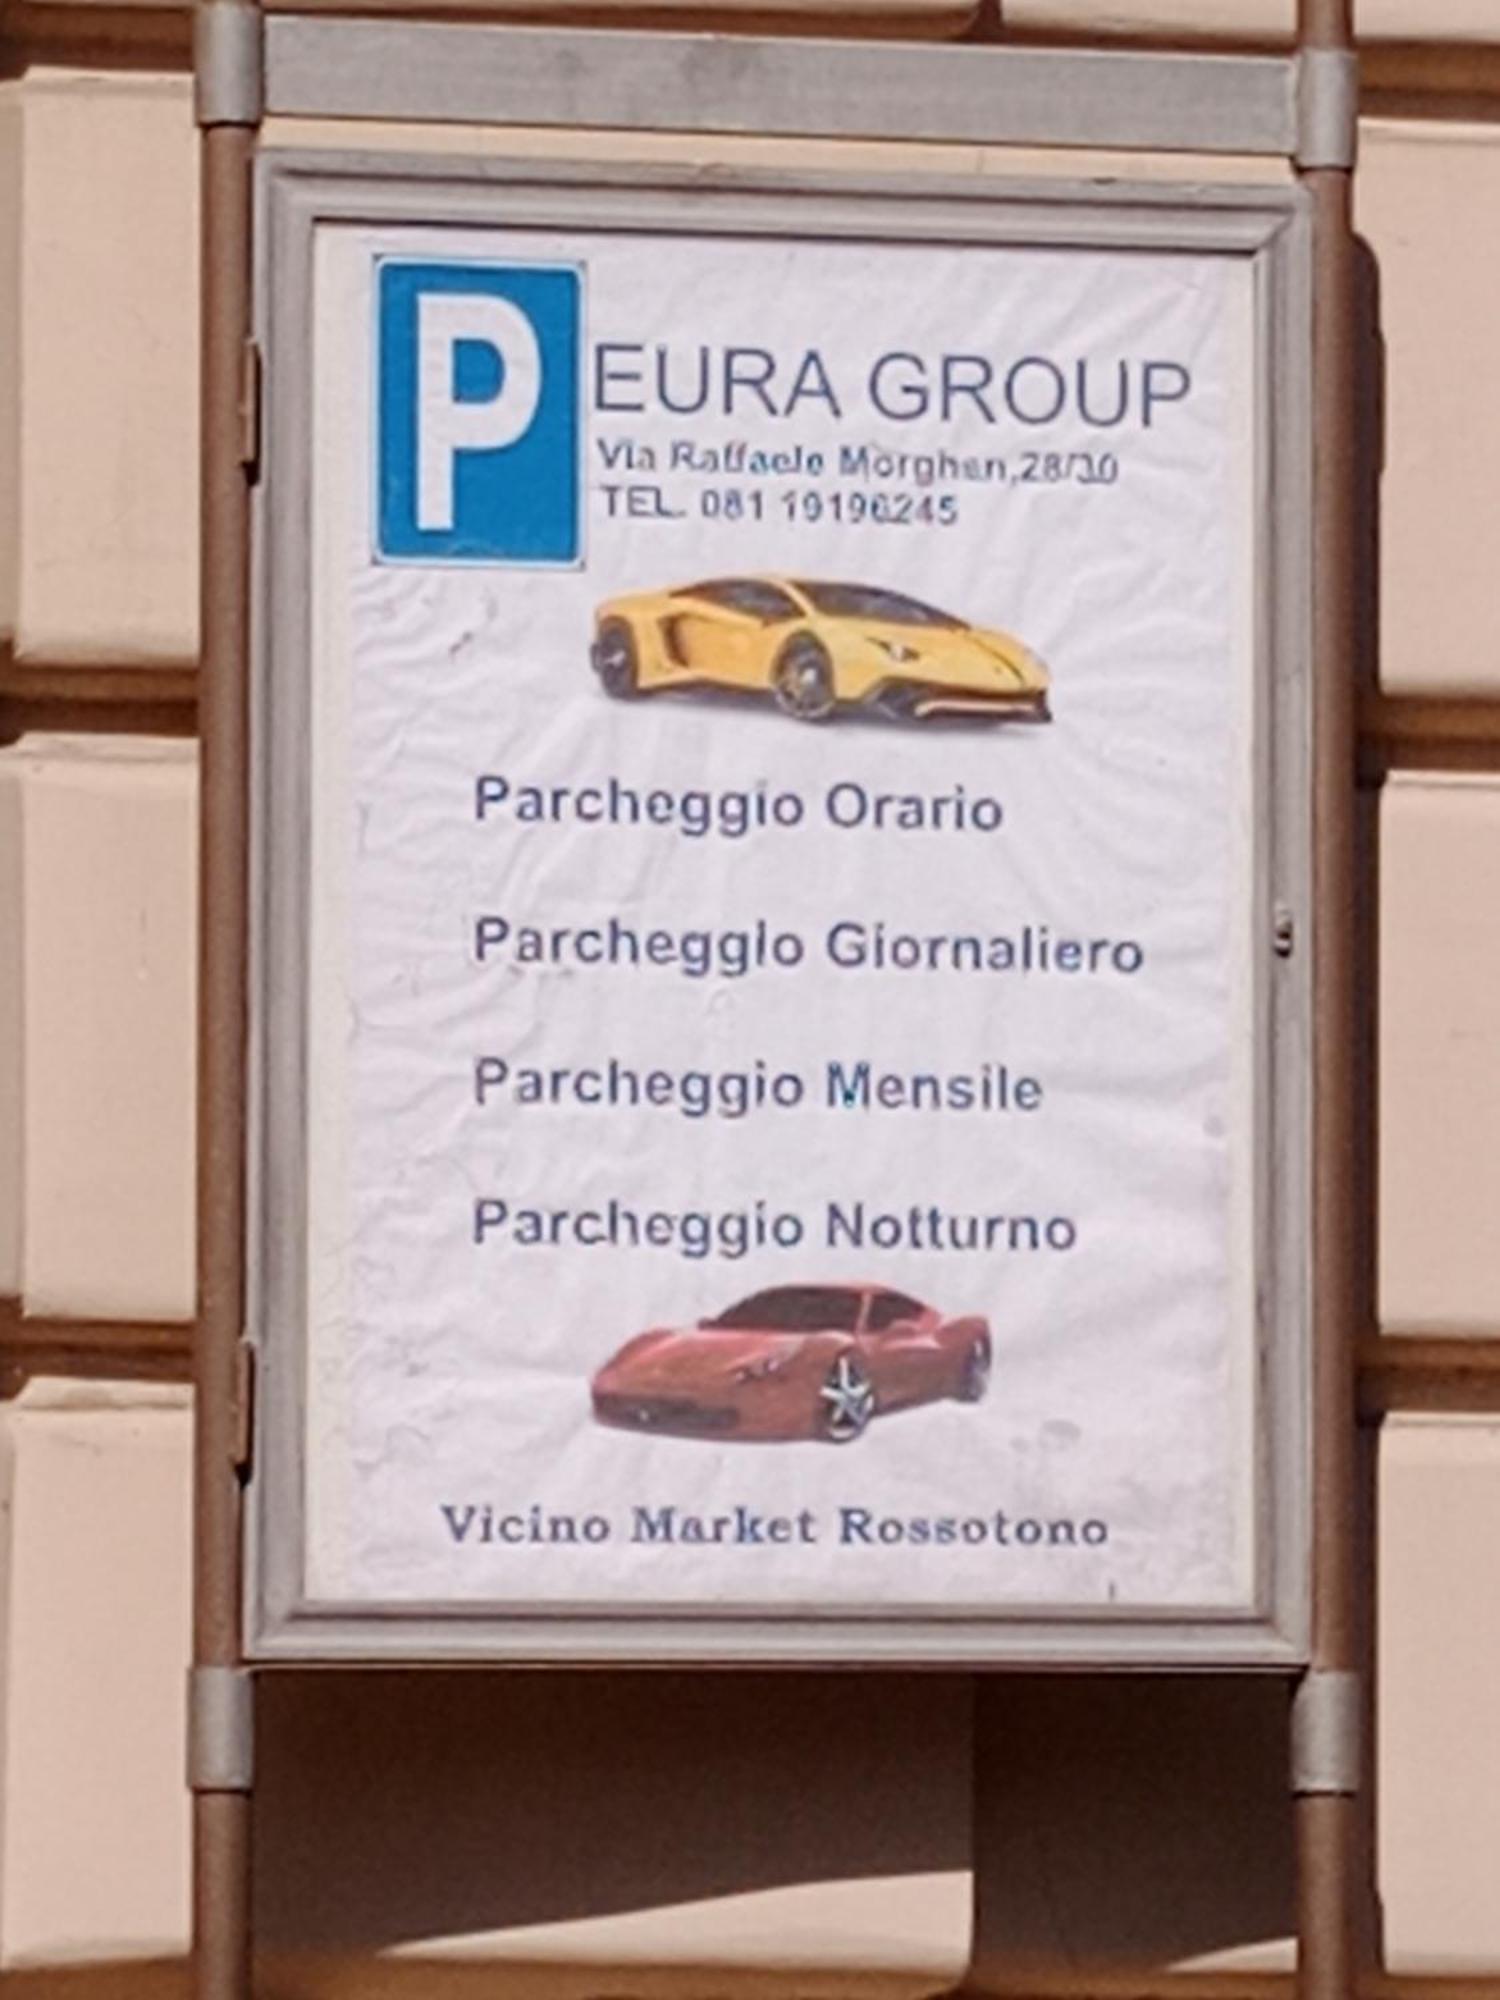 P
EURA GROUP
Via Raffaele Morghen,28/30
TEL. 081 19196245
Parcheggio Orario
Parcheggio Giornaliero
Parcheggio Mensile
Parcheggio Notturno
Vicino Market Rossotono